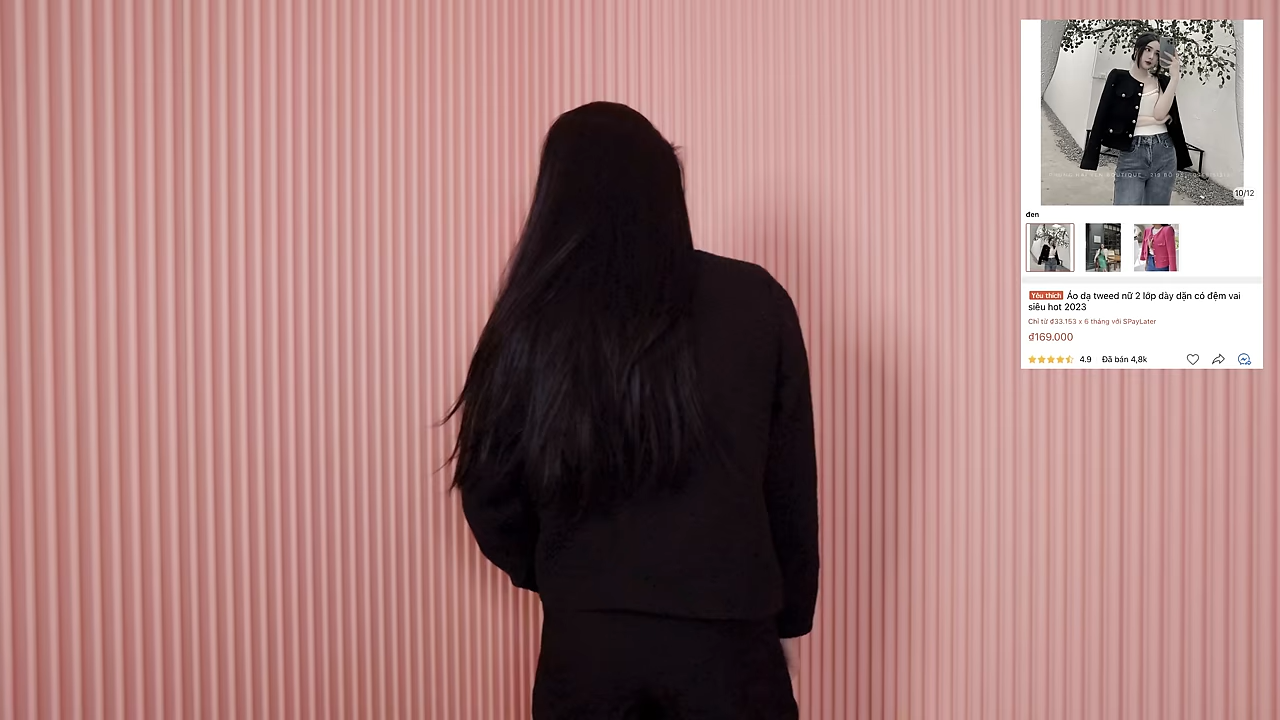 10/12
đen
Yêu thích Áo dạ tweed nữ 2 lớp dày dặn có đệm vai
siêu hot 2023
Chỉ từ ₫33.153 x 6 tháng với SPayLater
₫169.000
4.9 Đã bán 4,8k